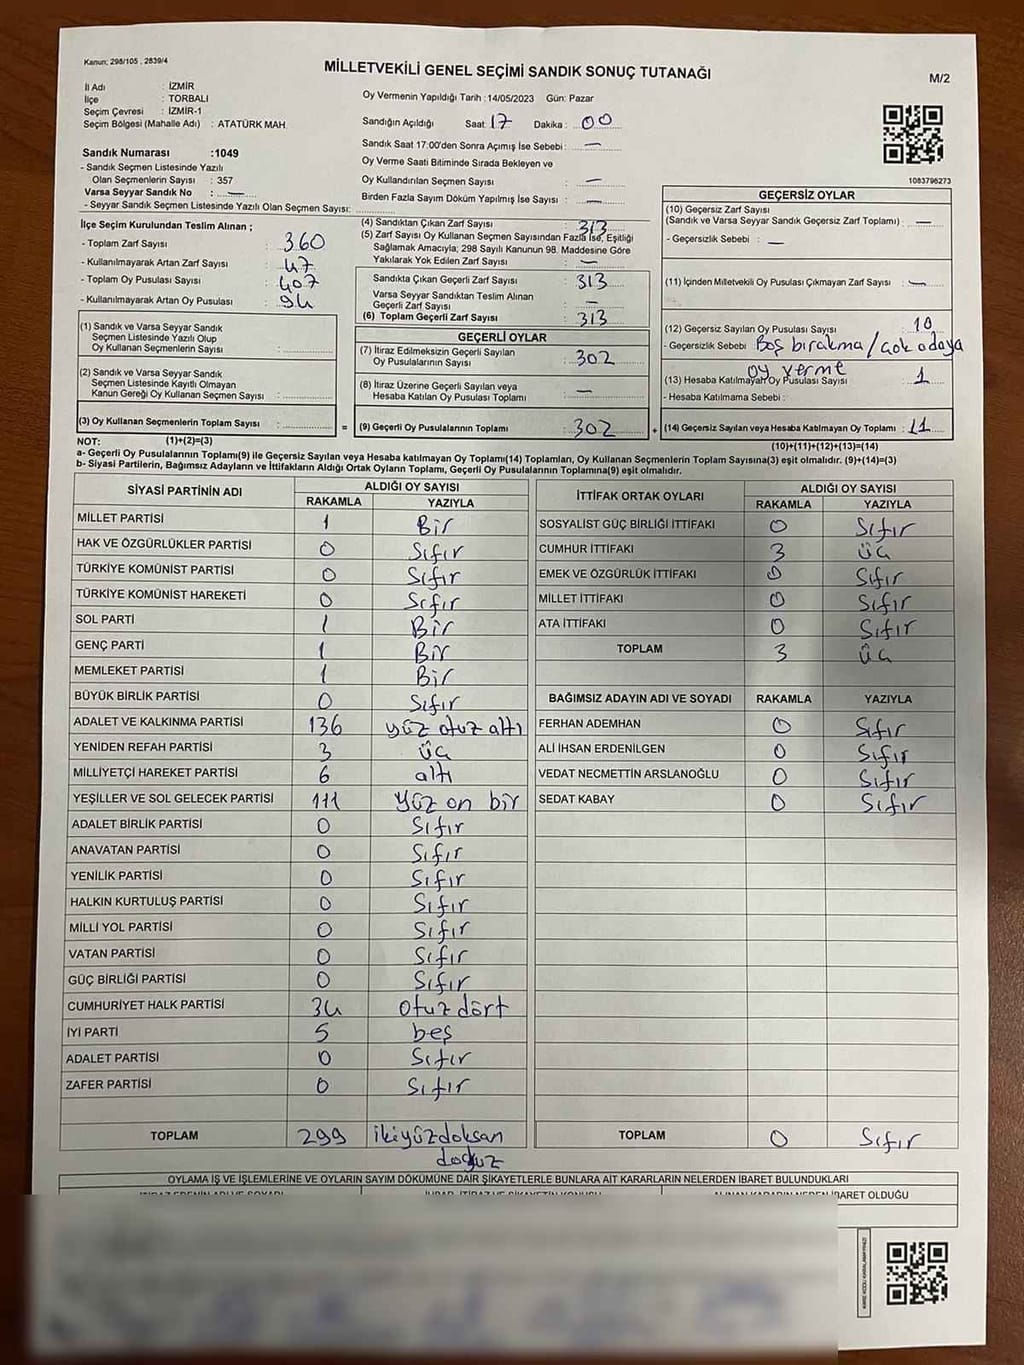 Kanun; 298/105 , 2839/4
MİLLETVEKİLİ GENEL SEÇİMİ SANDIK SONUÇ TUTANAĞI
M/2
İl Adı : İZMİR
İlçe : TORBALI
Seçim Çevresi : İZMİR-1
Seçim Bölgesi (Mahalle Adı) : ATATÜRK MAH.
Oy Vermenin Yapıldığı Tarih :14/05/2023 Gün: Pazar
Sandığın Açıldığı Saat: 17 Dakika : 00
Sandık Saat 17:00'den Sonra Açımış İse Sebebi : —
Oy Verme Saati Bitiminde Sırada Bekleyen ve
Oy Kullandırılan Seçmen Sayısı : —
Birden Fazla Sayım Döküm Yapılmış İse Sayısı : —
1083796273
Sandık Numarası :1049
- Sandık Seçmen Listesinde Yazılı
Olan Seçmenlerin Sayısı : 357
Varsa Seyyar Sandık No : —
- Seyyar Sandık Seçmen Listesinde Yazılı Olan Seçmen Sayısı:
İlçe Seçim Kurulundan Teslim Alınan ;
- Toplam Zarf Sayısı : 360
- Kullanılmayarak Artan Zarf Sayısı : 47
- Toplam Oy Pusulası Sayısı : 407
- Kullanılmayarak Artan Oy Pusulası : 94
(1) Sandık ve Varsa Seyyar Sandık
Seçmen Listesinde Yazılı Olup
Oy Kullanan Seçmenlerin Sayısı :
(2) Sandık ve Varsa Seyyar Sandık
Seçmen Listesinde Kayıtlı Olmayan
Kanun Gereği Oy Kullanan Seçmen Sayısı :
(3) Oy Kullanan Seçmenlerin Toplam Sayısı : =
(4) Sandıktan Çıkan Zarf Sayısı : 313
(5) Zarf Sayısı Oy Kullanan Seçmen Sayısından Fazla İse, Eşitliği
Sağlamak Amacıyla; 298 Sayılı Kanunun 98. Maddesine Göre
Yakılarak Yok Edilen Zarf Sayısı : —
Sandıkta Çıkan Geçerli Zarf Sayısı : 313
Varsa Seyyar Sandıktan Teslim Alınan
Geçerli Zarf Sayısı : —
(6) Toplam Geçerli Zarf Sayısı : 313
GEÇERLİ OYLAR
(7) İtiraz Edilmeksizin Geçerli Sayılan
Oy Pusulalarının Sayısı : 302
(8) İtiraz Üzerine Geçerli Sayılan veya
Hesaba Katılan Oy Pusulası Toplamı : —
(9) Geçerli Oy Pusulalarının Toplamı : 302 +
GEÇERSİZ OYLAR
(10) Geçersiz Zarf Sayısı
(Sandık ve Varsa Seyyar Sandık Geçersiz Zarf Toplamı) : —
- Geçersizlik Sebebi : —
(11) İçinden Milletvekili Oy Pusulası Çıkmayan Zarf Sayısı : —
(12) Geçersiz Sayılan Oy Pusulası Sayısı : 10
- Geçersizlik Sebebi Boş bırakma / çok adaya
oy verme
(13) Hesaba Katılmayan Oy Pusulası Sayısı : 1
- Hesaba Katılmama Sebebi :
(14) Geçersiz Sayılan veya Hesaba Katılmayan Oy Toplamı : 11
NOT: (1)+(2)=(3) (10)+(11)+(12)+(13)=(14)
a- Geçerli Oy Pusulalarının Toplamı(9) ile Geçersiz Sayılan veya Hesaba Katılmayan oy Toplamı(14) Toplamları, Oy Kullanan Seçmenlerin Toplam Sayısına(3) eşit olmalıdır. (9)+(14)=(3)
b- Siyasi Partilerin, Bağımsız Adayların ve İttifakların Aldığı Ortak Oyların Toplamı, Geçerli Oy Pusulalarının Toplamına(9) eşit olmalıdır.
SİYASİ PARTİNİN ADI ALDIĞI OY SAYISI
RAKAMLA YAZIYLA
MİLLET PARTİSİ 1 Bir
HAK VE ÖZGÜRLÜKLER PARTİSİ 0 Sıfır
TÜRKİYE KOMÜNİST PARTİSİ 0 Sıfır
TÜRKİYE KOMÜNİST HAREKETİ 0 Sıfır
SOL PARTİ 1 Bir
GENÇ PARTİ 1 Bir
MEMLEKET PARTİSİ 1 Bir
BÜYÜK BİRLİK PARTİSİ 0 Sıfır
ADALET VE KALKINMA PARTİSİ 136 yüz otuz altı
YENİDEN REFAH PARTİSİ 3 üç
MİLLİYETÇİ HAREKET PARTİSİ 6 altı
YEŞİLLER VE SOL GELECEK PARTİSİ 111 yüz on bir
ADALET BİRLİK PARTİSİ 0 Sıfır
ANAVATAN PARTİSİ 0 Sıfır
YENİLİK PARTİSİ 0 Sıfır
HALKIN KURTULUŞ PARTİSİ 0 Sıfır
MİLLİ YOL PARTİSİ 0 Sıfır
VATAN PARTİSİ 0 Sıfır
GÜÇ BİRLİĞİ PARTİSİ 0 Sıfır
CUMHURİYET HALK PARTİSİ 34 otuz dört
İYİ PARTİ 5 beş
ADALET PARTİSİ 0 Sıfır
ZAFER PARTİSİ 0 Sıfır
TOPLAM 299 ikiyüzdoksan
dokuz
İTTİFAK ORTAK OYLARI ALDIĞI OY SAYISI
RAKAMLA YAZIYLA
SOSYALİST GÜÇ BİRLİĞİ İTTİFAKI 0 Sıfır
CUMHUR İTTİFAKI 3 üç
EMEK VE ÖZGÜRLÜK İTTİFAKI 0 Sıfır
MİLLET İTTİFAKI 0 Sıfır
ATA İTTİFAKI 0 Sıfır
TOPLAM 3 üç
BAĞIMSIZ ADAYIN ADI VE SOYADI RAKAMLA YAZIYLA
FERHAN ADEMHAN 0 Sıfır
ALİ İHSAN ERDENİLGEN 0 Sıfır
VEDAT NECMETTİN ARSLANOĞLU 0 Sıfır
SEDAT KABAY 0 Sıfır
TOPLAM 0 Sıfır
OYLAMA İŞ VE İŞLEMLERİNE VE OYLARIN SAYIM DÖKÜMÜNE DAİR ŞİKAYETLERLE BUNLARA AİT KARARLARIN NELERDEN İBARET BULUNDUKLARI
İTİRAZ EDENİN ADI VE SOYADI İHBAR, İTİRAZ VE ŞİKAYETİN KONUSU ALINAN KARARIN NEDEN İBARET OLDUĞU
KARE KODU KARALAMAYINIZ!